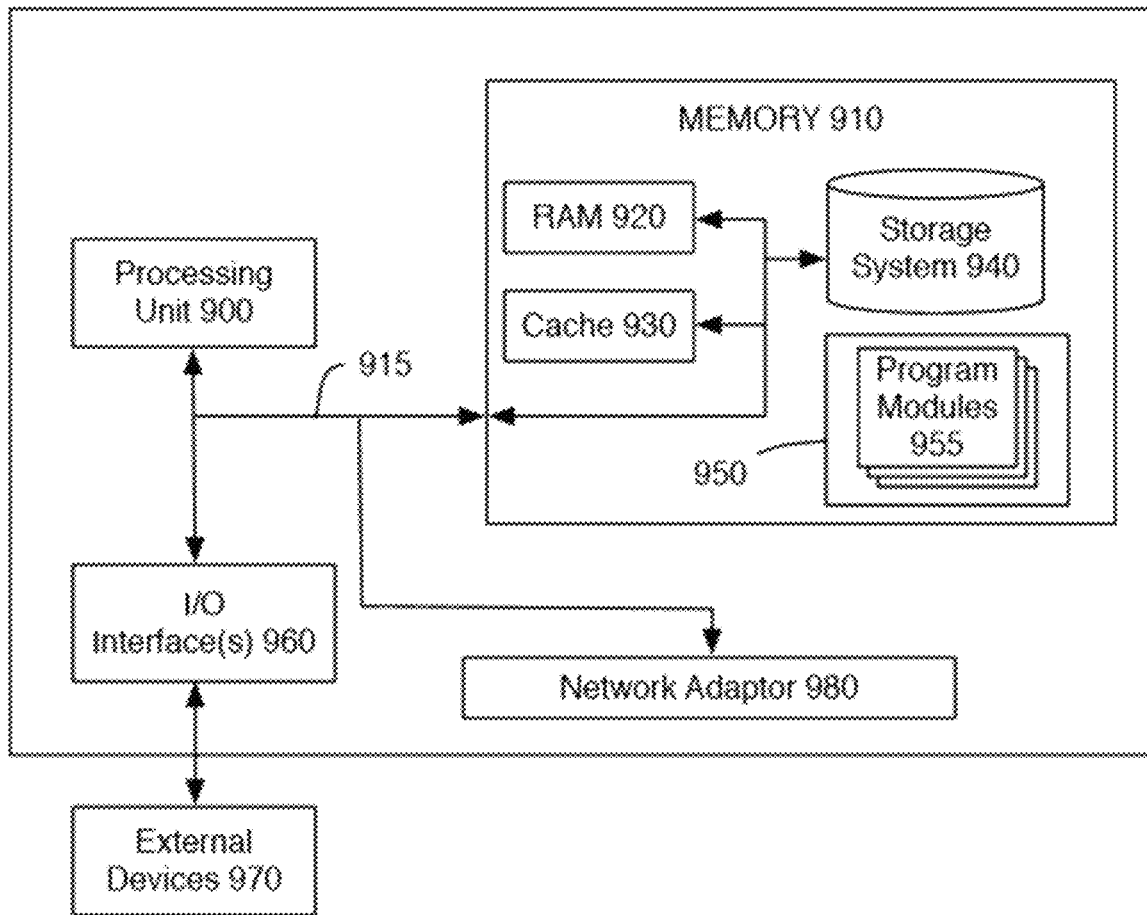 MEMORY 910
RAM 920
Storage
System 940
Processing
Unit 900
Cache 930
915
Program
Modules
955
950
I/O
Interface(s) 960
Network Adaptor 980
External
Devices 970